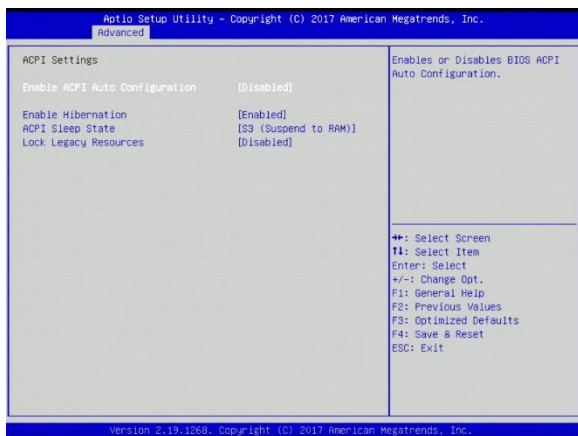 Aptio Setup Utility – Copyright (C) 2017 American Megatrends, Inc.
Advanced
ACPI Settings
Enable ACPI Auto Configuration [Disabled]
Enable Hibernation [Enabled]
ACPI Sleep State [S3 (Suspend to RAM)]
Lock Legacy Resources [Disabled]
Enables or Disables BIOS ACPI
Auto Configuration.
→←: Select Screen
↑↓: Select Item
Enter: Select
+/-: Change Opt.
F1: General Help
F2: Previous Values
F3: Optimized Defaults
F4: Save & Reset
ESC: Exit
Version 2.19.1268. Copyright (C) 2017 American Megatrends, Inc.